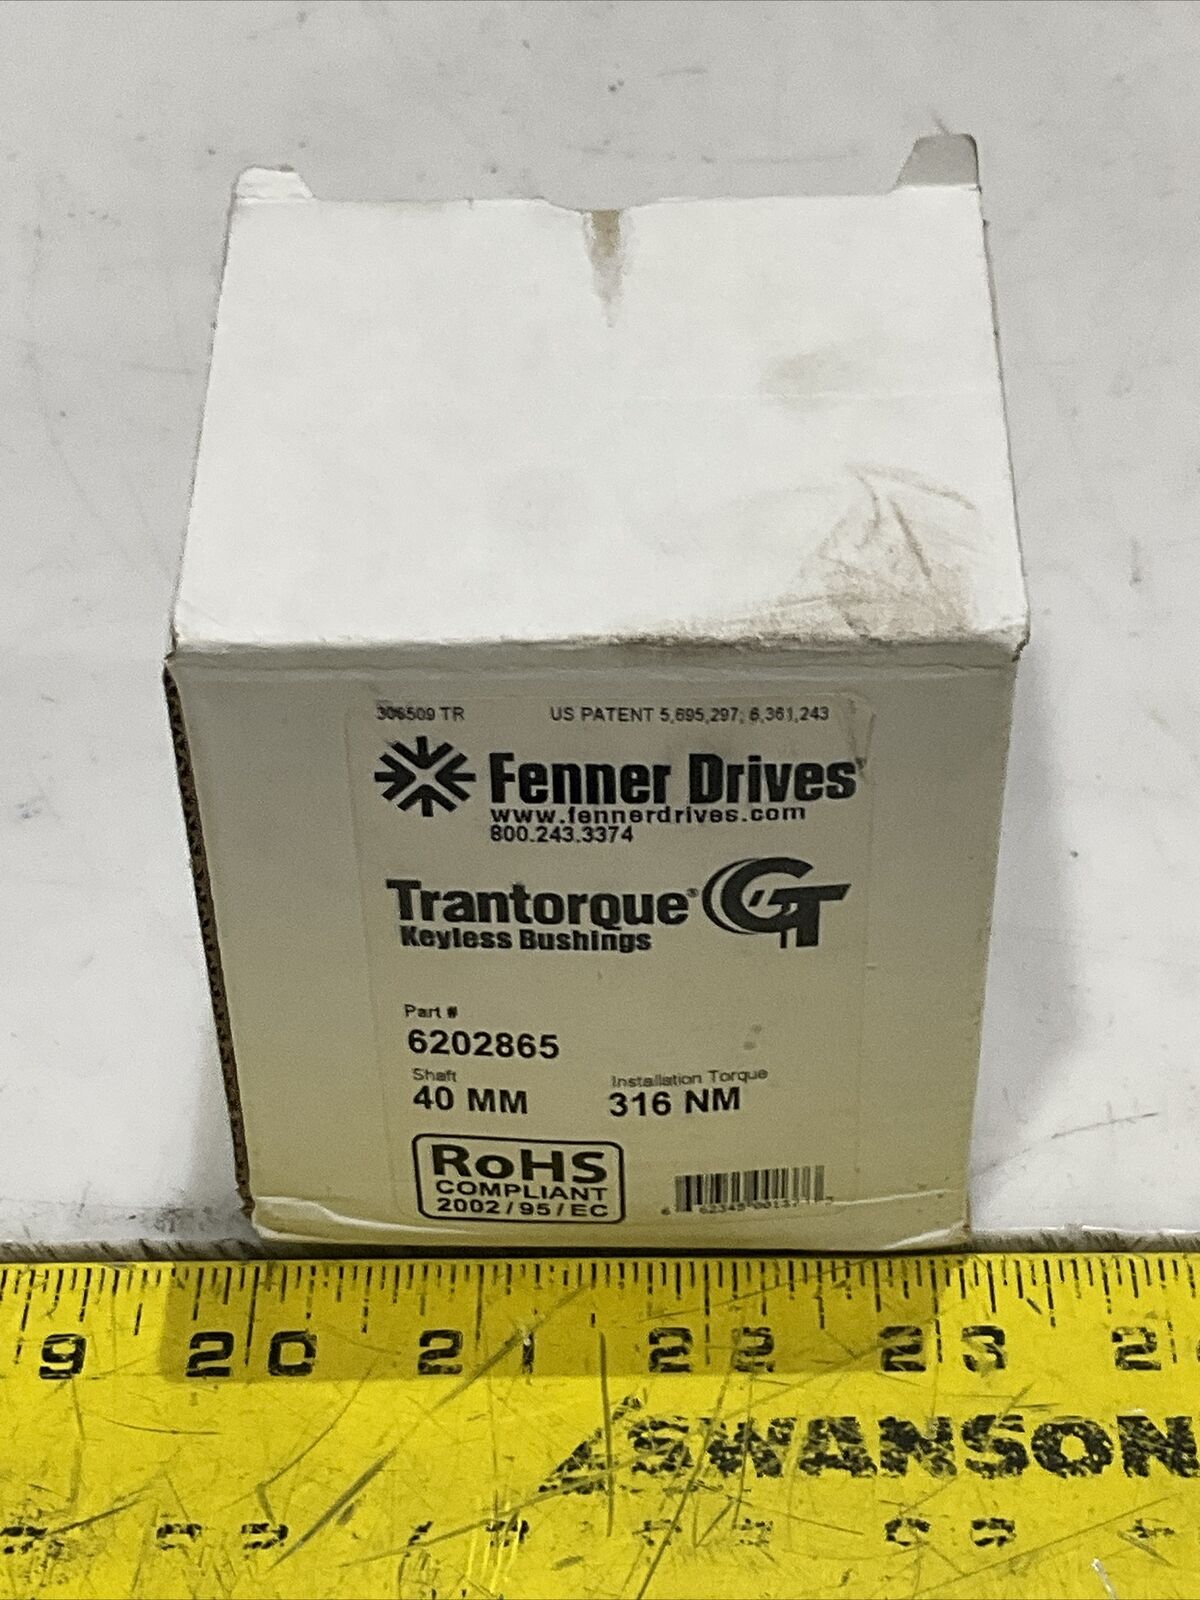 306509 TR US PATENT 5,695,297; 6,361,243
Fenner Drives®
www.fennerdrives.com
800.243.3374
Trantorque® GT
Keyless Bushings
Part #
6202865
Shaft Installation Torque
40 MM 316 NM
RoHS
COMPLIANT
2002/95/EC
9 20 21 22 23 2
SWANSON